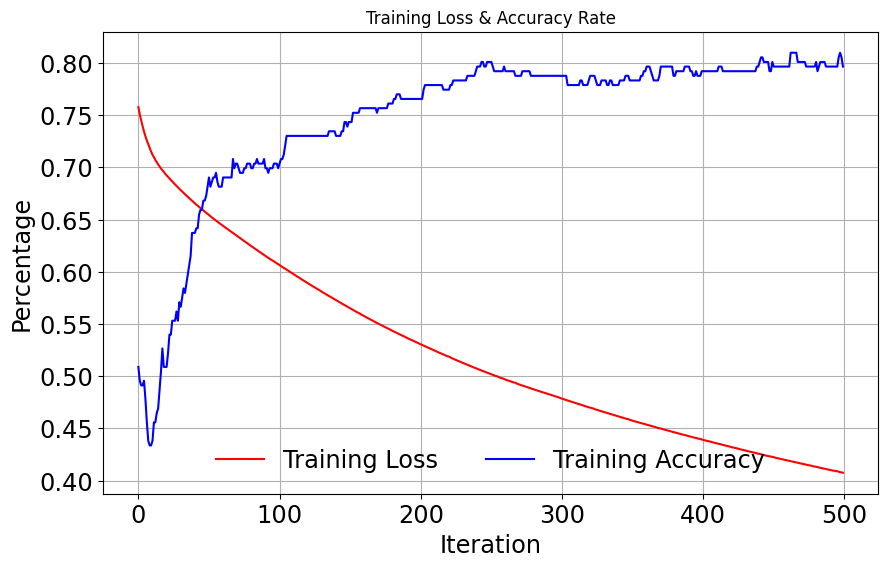 Training Loss & Accuracy Rate
Percentage
0.80
0.75
0.70
0.65
0.60
0.55
0.50
0.45
0.40
Training Loss
Training Accuracy
0 100 200 300 400 500
Iteration